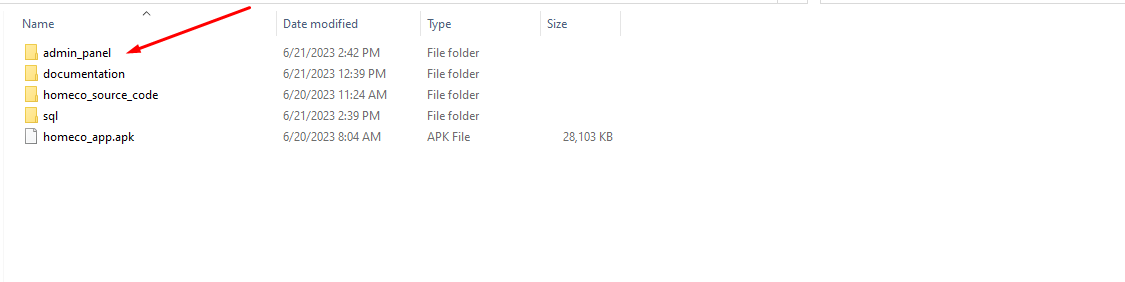 Name Date modified Type Size
admin_panel 6/21/2023 2:42 PM File folder
documentation 6/21/2023 12:39 PM File folder
homeco_source_code 6/20/2023 11:24 AM File folder
sql 6/21/2023 2:39 PM File folder
homeco_app.apk 6/20/2023 8:04 AM APK File 28,103 KB